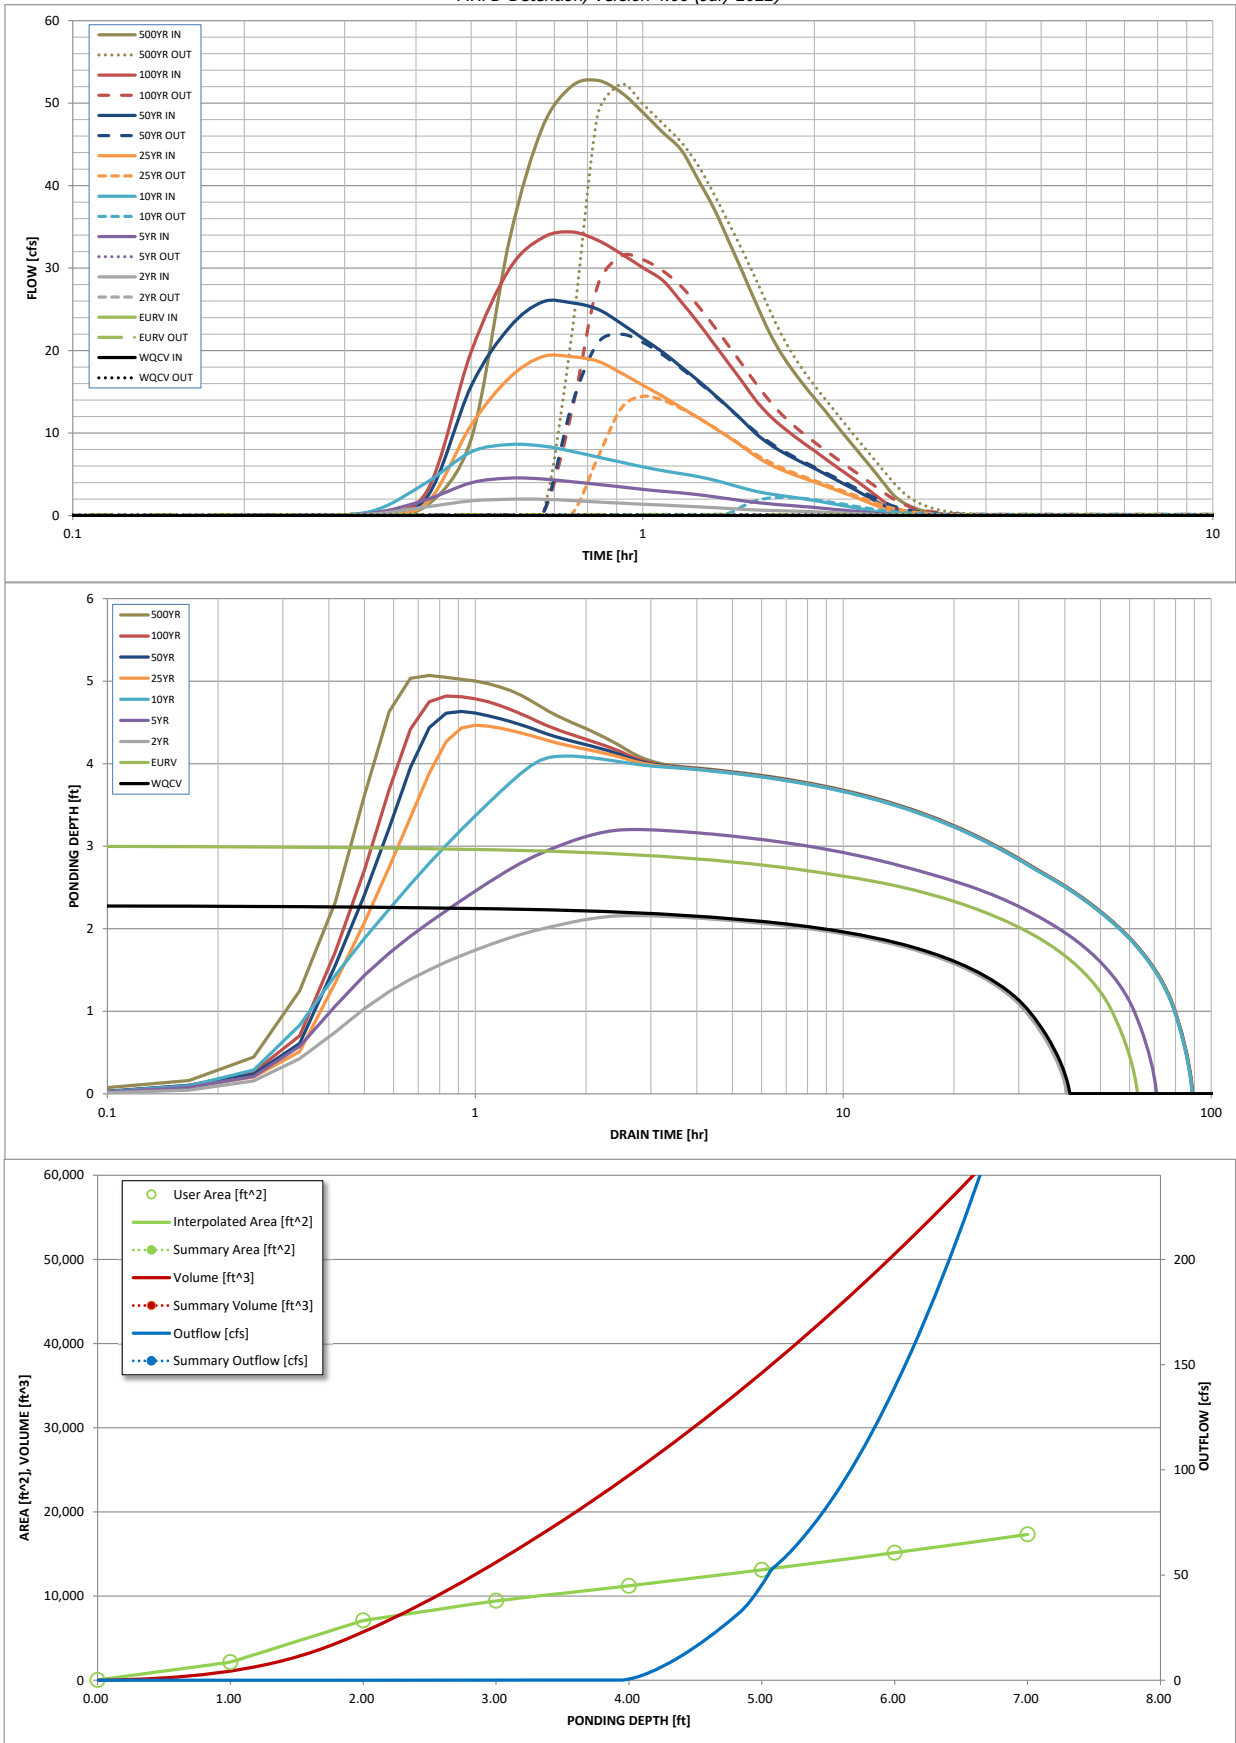 MHFD-Detention, Version 4.06 (July 2022)
60
50
40
30
20
10
0
FLOW [cfs]
500YR IN
500YR OUT
100YR IN
100YR OUT
50YR IN
50YR OUT
25YR IN
25YR OUT
10YR IN
10YR OUT
5YR IN
5YR OUT
2YR IN
2YR OUT
EURV IN
EURV OUT
WQCV IN
WQCV OUT
0.1 1 10
TIME [hr]
6
5
4
3
2
1
0
PONDING DEPTH [ft]
500YR
100YR
50YR
25YR
10YR
5YR
2YR
EURV
WQCV
0.1 1 10 100
DRAIN TIME [hr]
60,000
50,000
40,000
30,000
20,000
10,000
0
AREA [ft^2], VOLUME [ft^3]
User Area [ft^2]
Interpolated Area [ft^2]
Summary Area [ft^2]
Volume [ft^3]
Summary Volume [ft^3]
Outflow [cfs]
Summary Outflow [cfs]
200
150
100
50
0
OUTFLOW [cfs]
0.00 1.00 2.00 3.00 4.00 5.00 6.00 7.00 8.00
PONDING DEPTH [ft]